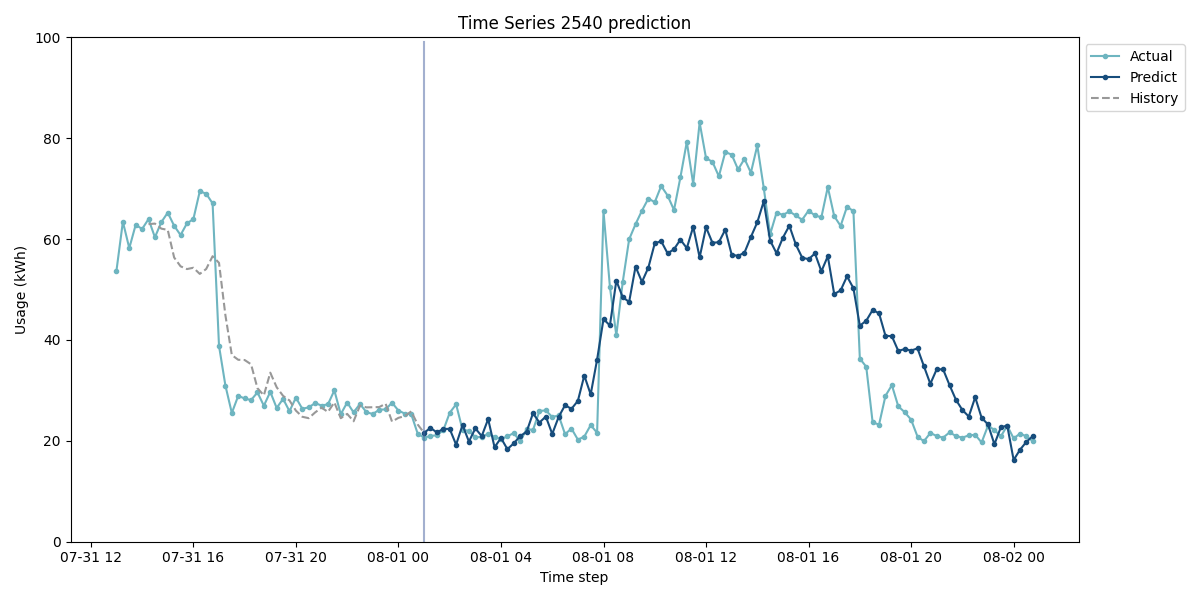 Time Series 2540 prediction
Usage (kWh)
100
80
60
40
20
0
07-31 12
07-31 16
07-31 20
08-01 00
08-01 04
08-01 08
08-01 12
08-01 16
08-01 20
08-02 00
Time step
Actual
Predict
History